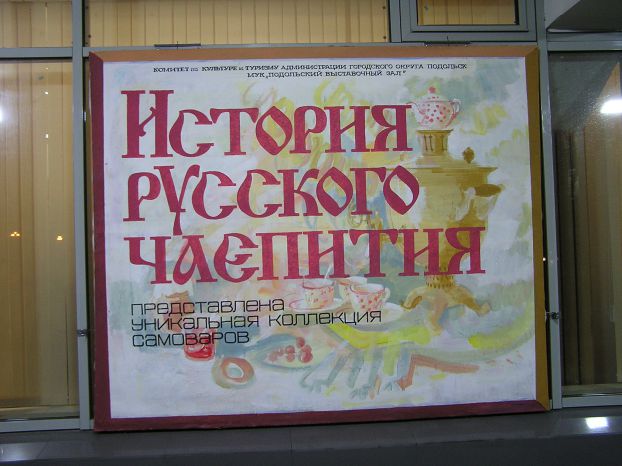 КОМИТЕТ ПО КУЛЬТУРЕ И ТУРИЗМУ АДМИНИСТРАЦИИ ГОРОДСКОГО ОКРУГА ПОДОЛЬСК
МУК „ПОДОЛЬСКИЙ ВЫСТАВОЧНЫЙ ЗАЛ"
ИСТОРИЯ
РУССКОГО
ЧАЕПИТИЯ
ПРЕДСТАВЛЕНА
УНИКАЛЬНАЯ КОЛЛЕКЦИЯ
САМОВАРОВ